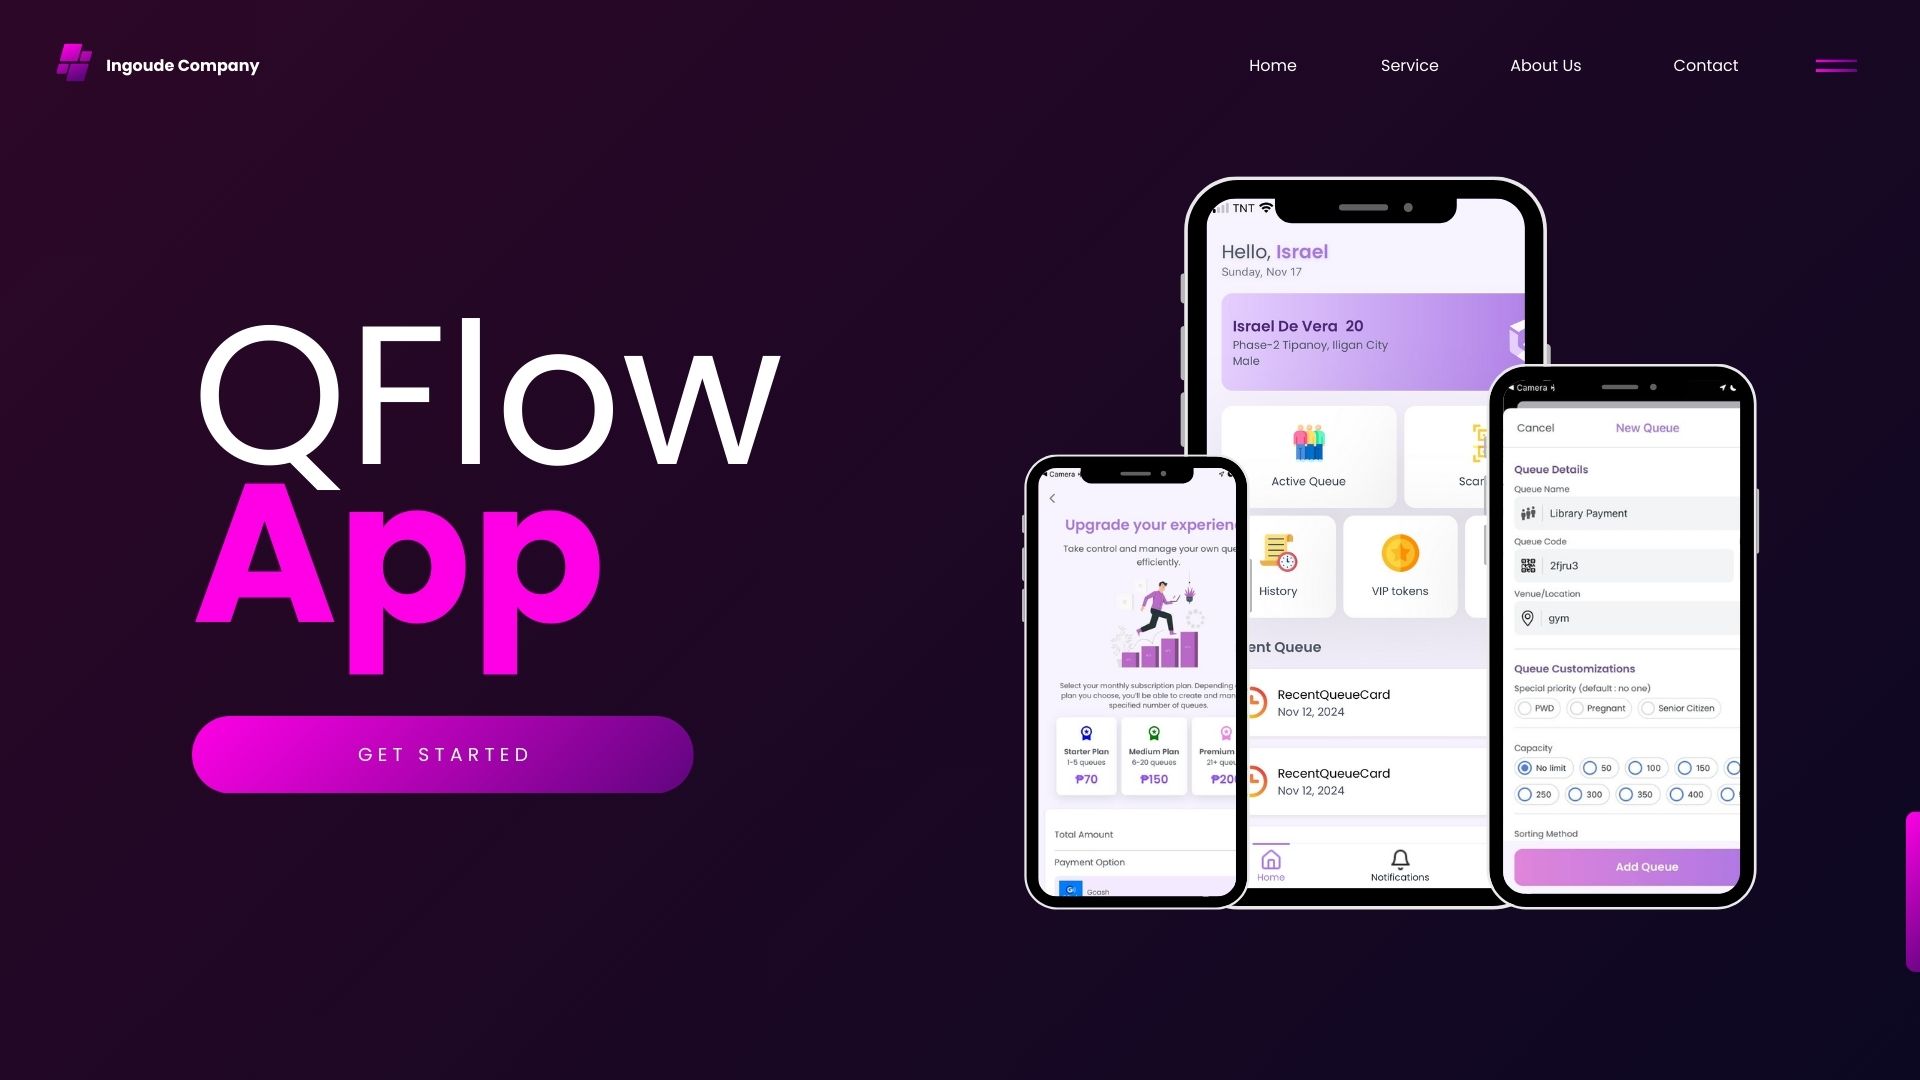 Ingoude Company
Home
Service
About Us
Contact
QFlow
App
GET STARTED
TNT
Hello, Israel
Sunday, Nov 17
Israel De Vera 20
Phase-2 Tipanoy, Iligan City
Male
Active Queue
Scan
History
VIP tokens
ent Queue
RecentQueueCard
Nov 12, 2024
RecentQueueCard
Nov 12, 2024
Home
Notifications
Camera
Upgrade your experien
Take control and manage your own que
efficiently.
Select your monthly subscription plan. Depending
plan you choose, you'll be able to create and man
specified number of queues.
Starter Plan
1-5 queues
₱70
Medium Plan
6-20 queues
₱150
Premium
21+ que
₱200
Total Amount
Payment Option
Gcash
Camera
Cancel
New Queue
Queue Details
Queue Name
Library Payment
Queue Code
2fjru3
Venue/Location
gym
Queue Customizations
Special priority (default : no one)
PWD
Pregnant
Senior Citizen
Capacity
No limit
50
100
150
250
300
350
400
Sorting Method
Add Queue